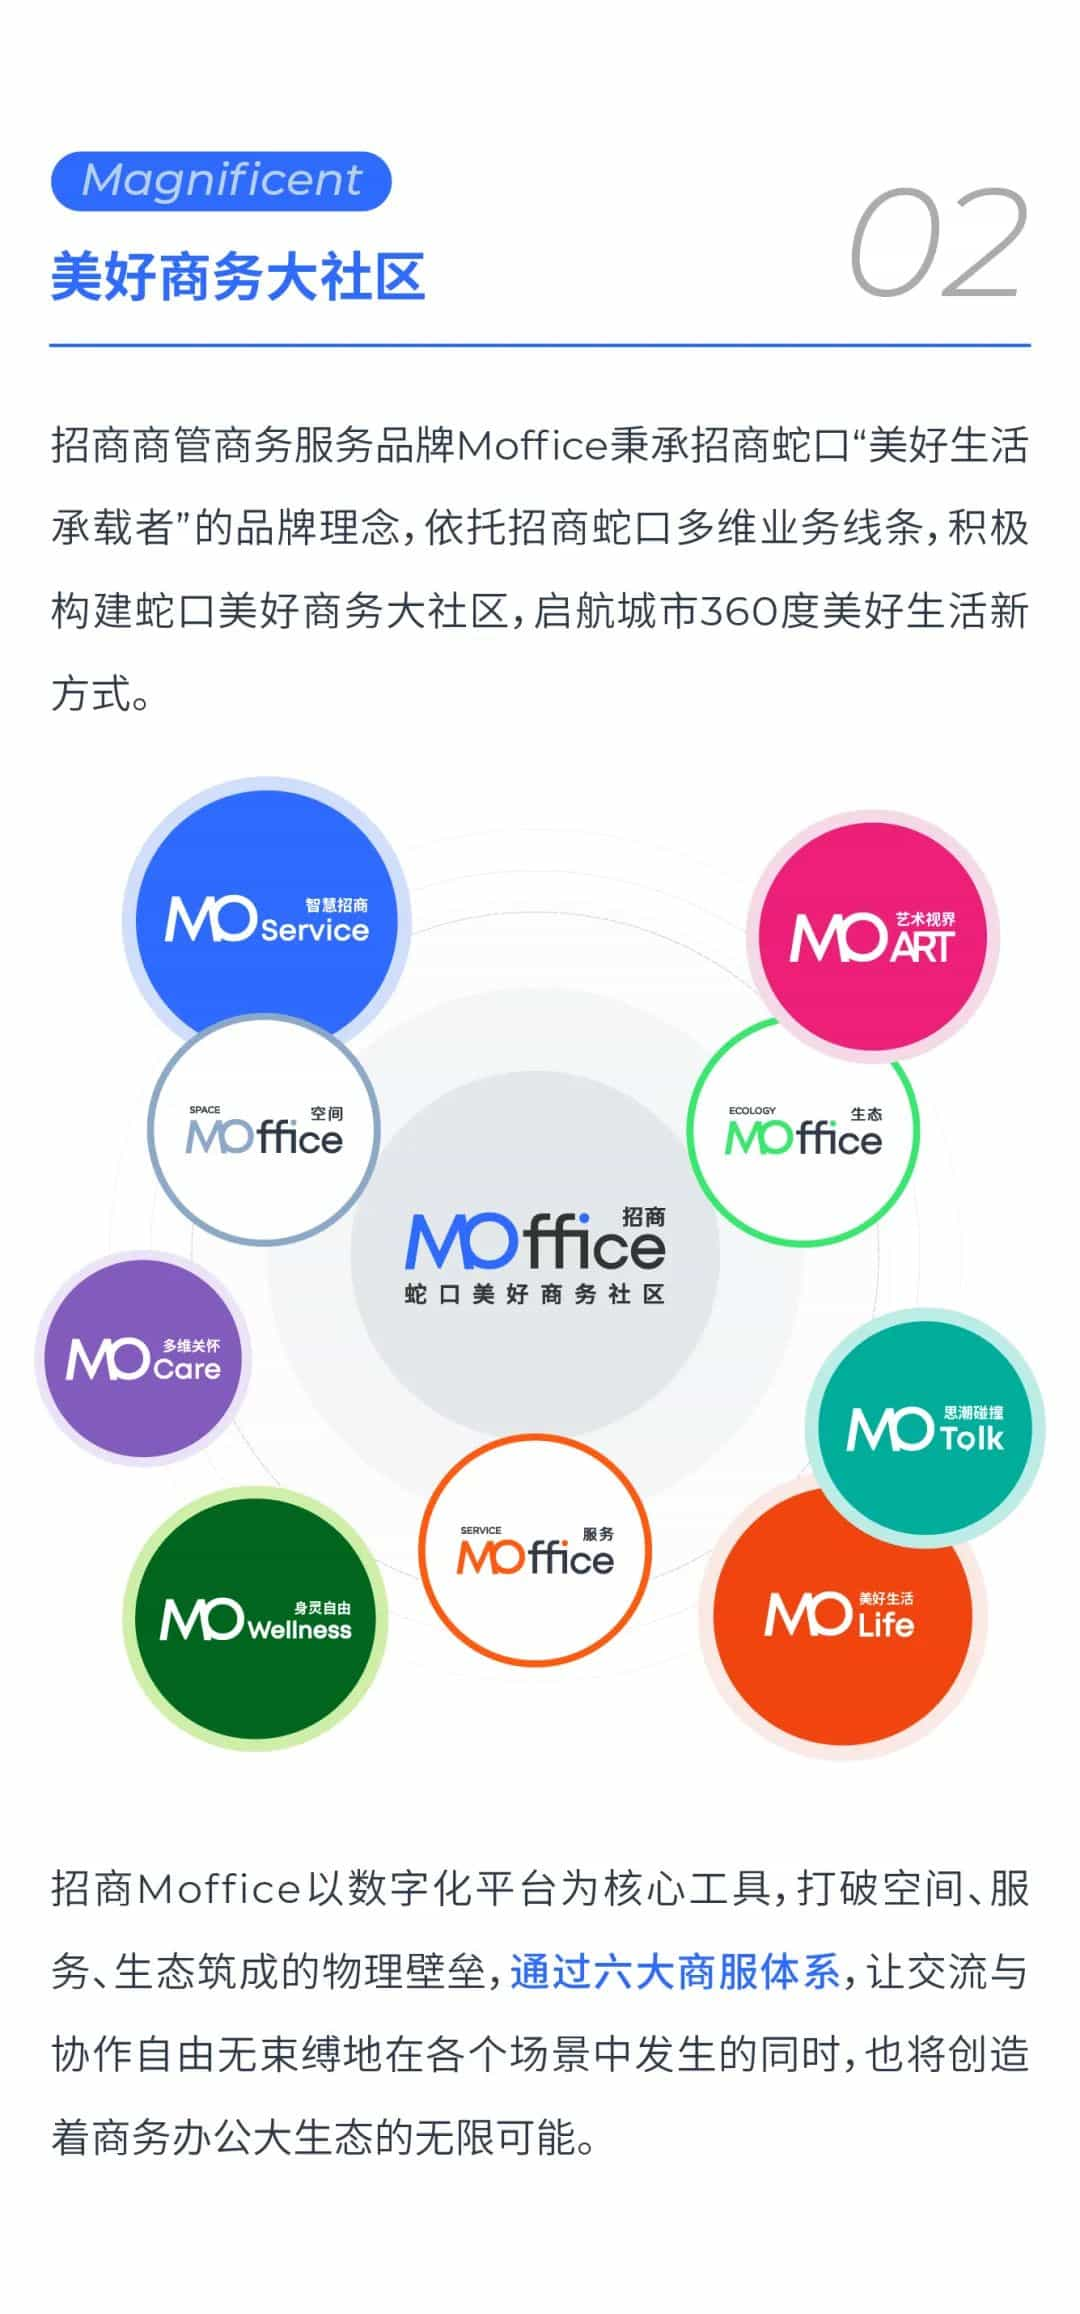 Magnificent
美好商务大社区
02
招商商管商务服务品牌Moffice秉承招商蛇口“美好生活
承载者”的品牌理念，依托招商蛇口多维业务线条，积极
构建蛇口美好商务大社区，启航城市360度美好生活新
方式。
MO Service 智慧招商
MO ART 艺术视界
SPACE 空间
MOffice
ECOLOGY 生态
MOffice
MOffice 招商
蛇口美好商务社区
MO Care 多维关怀
MO Talk 思潮碰撞
SERVICE 服务
MOffice
MO Wellness 身灵自由
MO Life 美好生活
招商Moffice以数字化平台为核心工具，打破空间、服
务、生态筑成的物理壁垒，通过六大商服体系，让交流与
协作自由无束缚地在各个场景中发生的同时，也将创造
着商务办公大生态的无限可能。